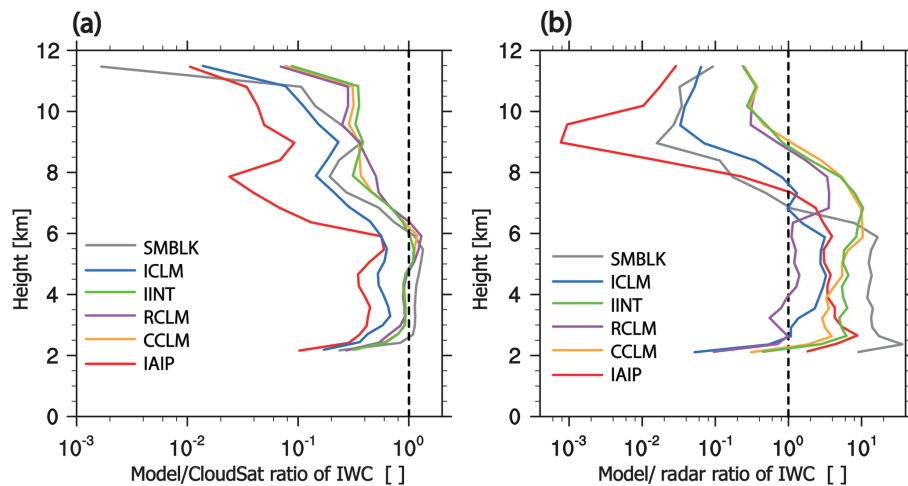 (a)
12
10
8
6
4
2
0
Height [km]
SMBLK
ICLM
IINT
RCLM
CCLM
IAIP
10-3 10-2 10-1 100
Model/CloudSat ratio of IWC [ ]
(b)
12
10
8
6
4
2
0
Height [km]
SMBLK
ICLM
IINT
RCLM
CCLM
IAIP
10-3 10-2 10-1 100 101
Model/ radar ratio of IWC [ ]